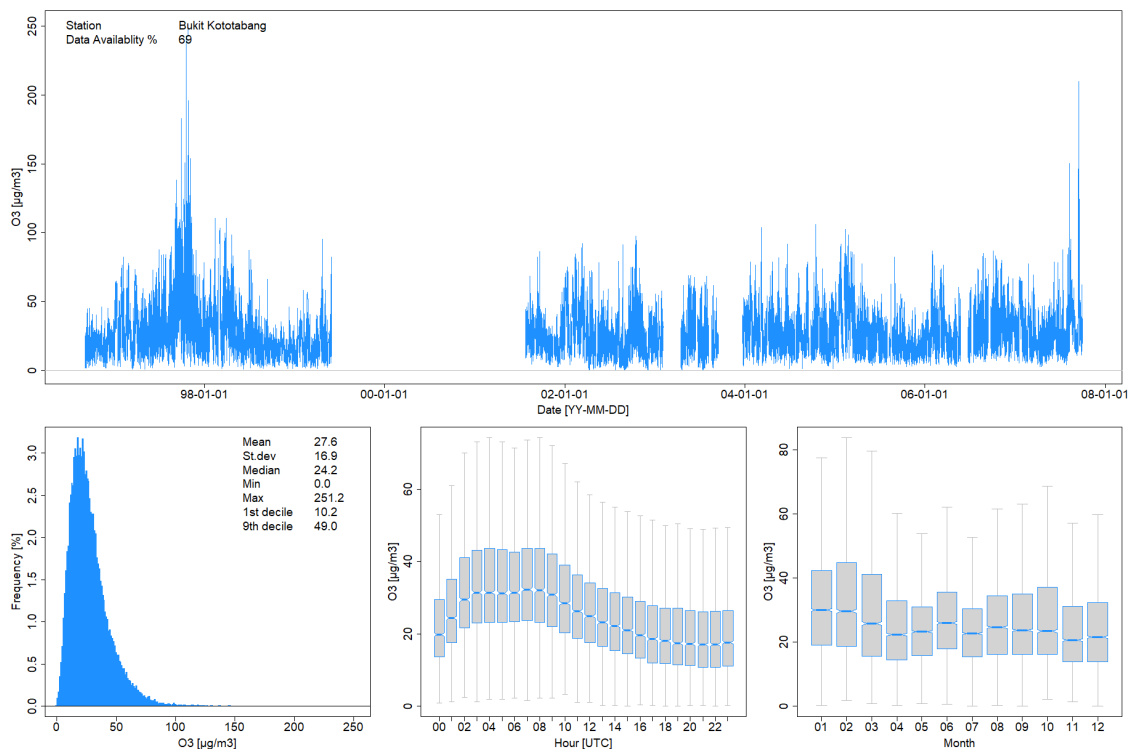 Station Bukit Kototabang
Data Availablity % 69
250
200
150
100
50
0
O3 [µg/m3]
98-01-01 00-01-01 02-01-01 04-01-01 06-01-01 08-01-01
Date [YY-MM-DD]
Mean 27.6
St.dev 16.9
Median 24.2
Min 0.0
Max 251.2
1st decile 10.2
9th decile 49.0
3.0
2.5
2.0
1.5
1.0
0.5
0.0
Frequency [%]
0 50 100 150 200 250
O3 [µg/m3]
60
40
20
0
O3 [µg/m3]
00 02 04 06 08 10 12 14 16 18 20 22
Hour [UTC]
80
60
40
20
0
O3 [µg/m3]
01 02 03 04 05 06 07 08 09 10 11 12
Month